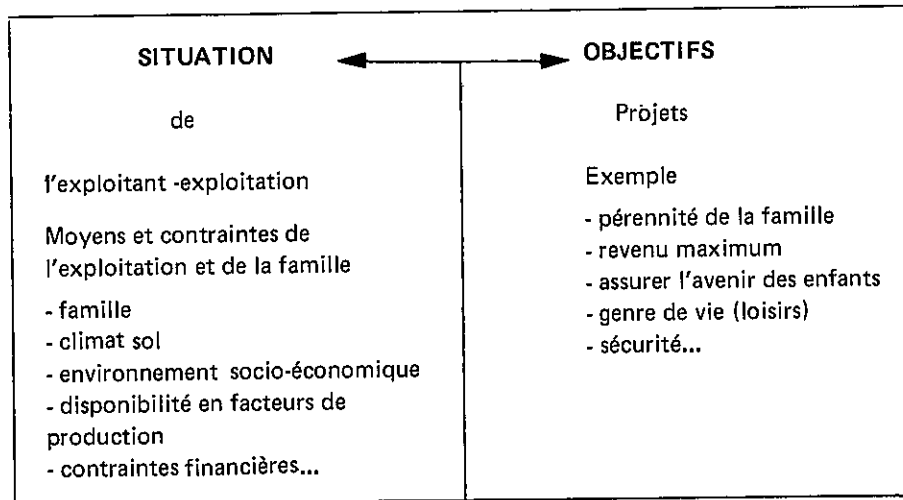 SITUATION
de
l'exploitant -exploitation
Moyens et contraintes de
l'exploitation et de la famille
- famille
- climat sol
- environnement socio-économique
- disponibilité en facteurs de
production
- contraintes financières...
OBJECTIFS
Projets
Exemple
- pérennité de la famille
- revenu maximum
- assurer l'avenir des enfants
- genre de vie (loisirs)
- sécurité...